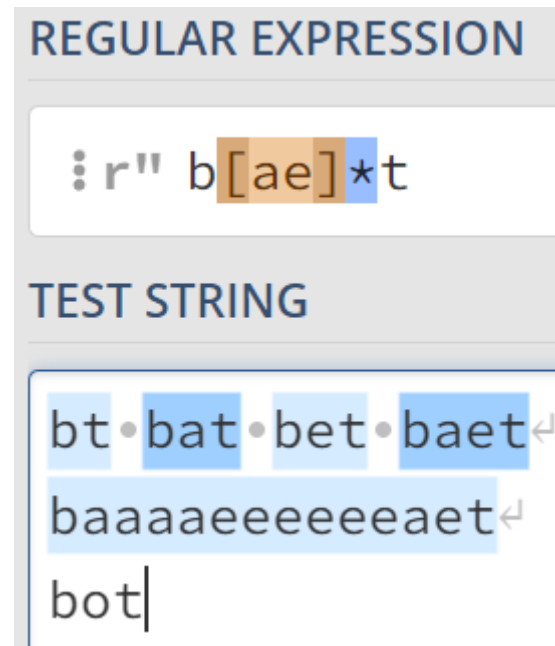 REGULAR EXPRESSION
r" b[ae]*t
TEST STRING
bt·bat·bet·baet↵
baaaaeeeeeeaet↵
bot